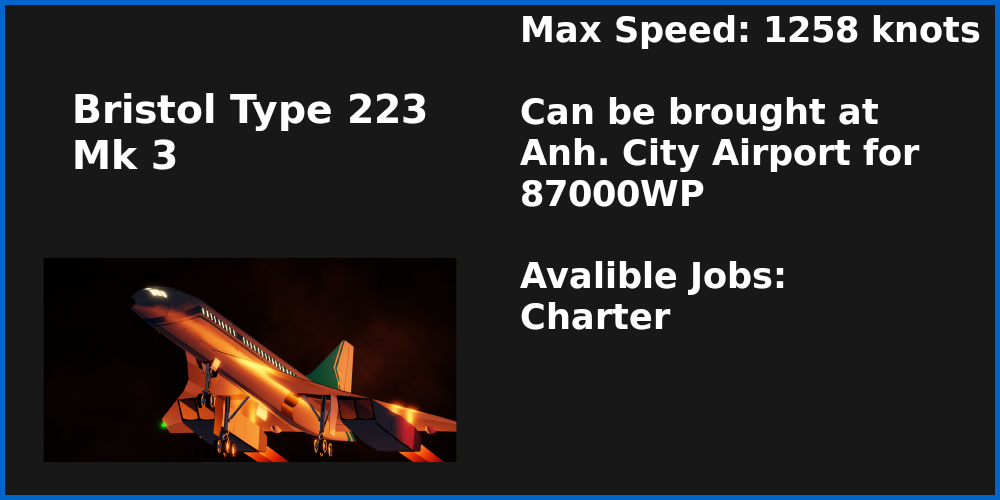 Bristol Type 223
Mk 3
Max Speed: 1258 knots
Can be brought at
Anh. City Airport for
87000WP
Avalible Jobs:
Charter